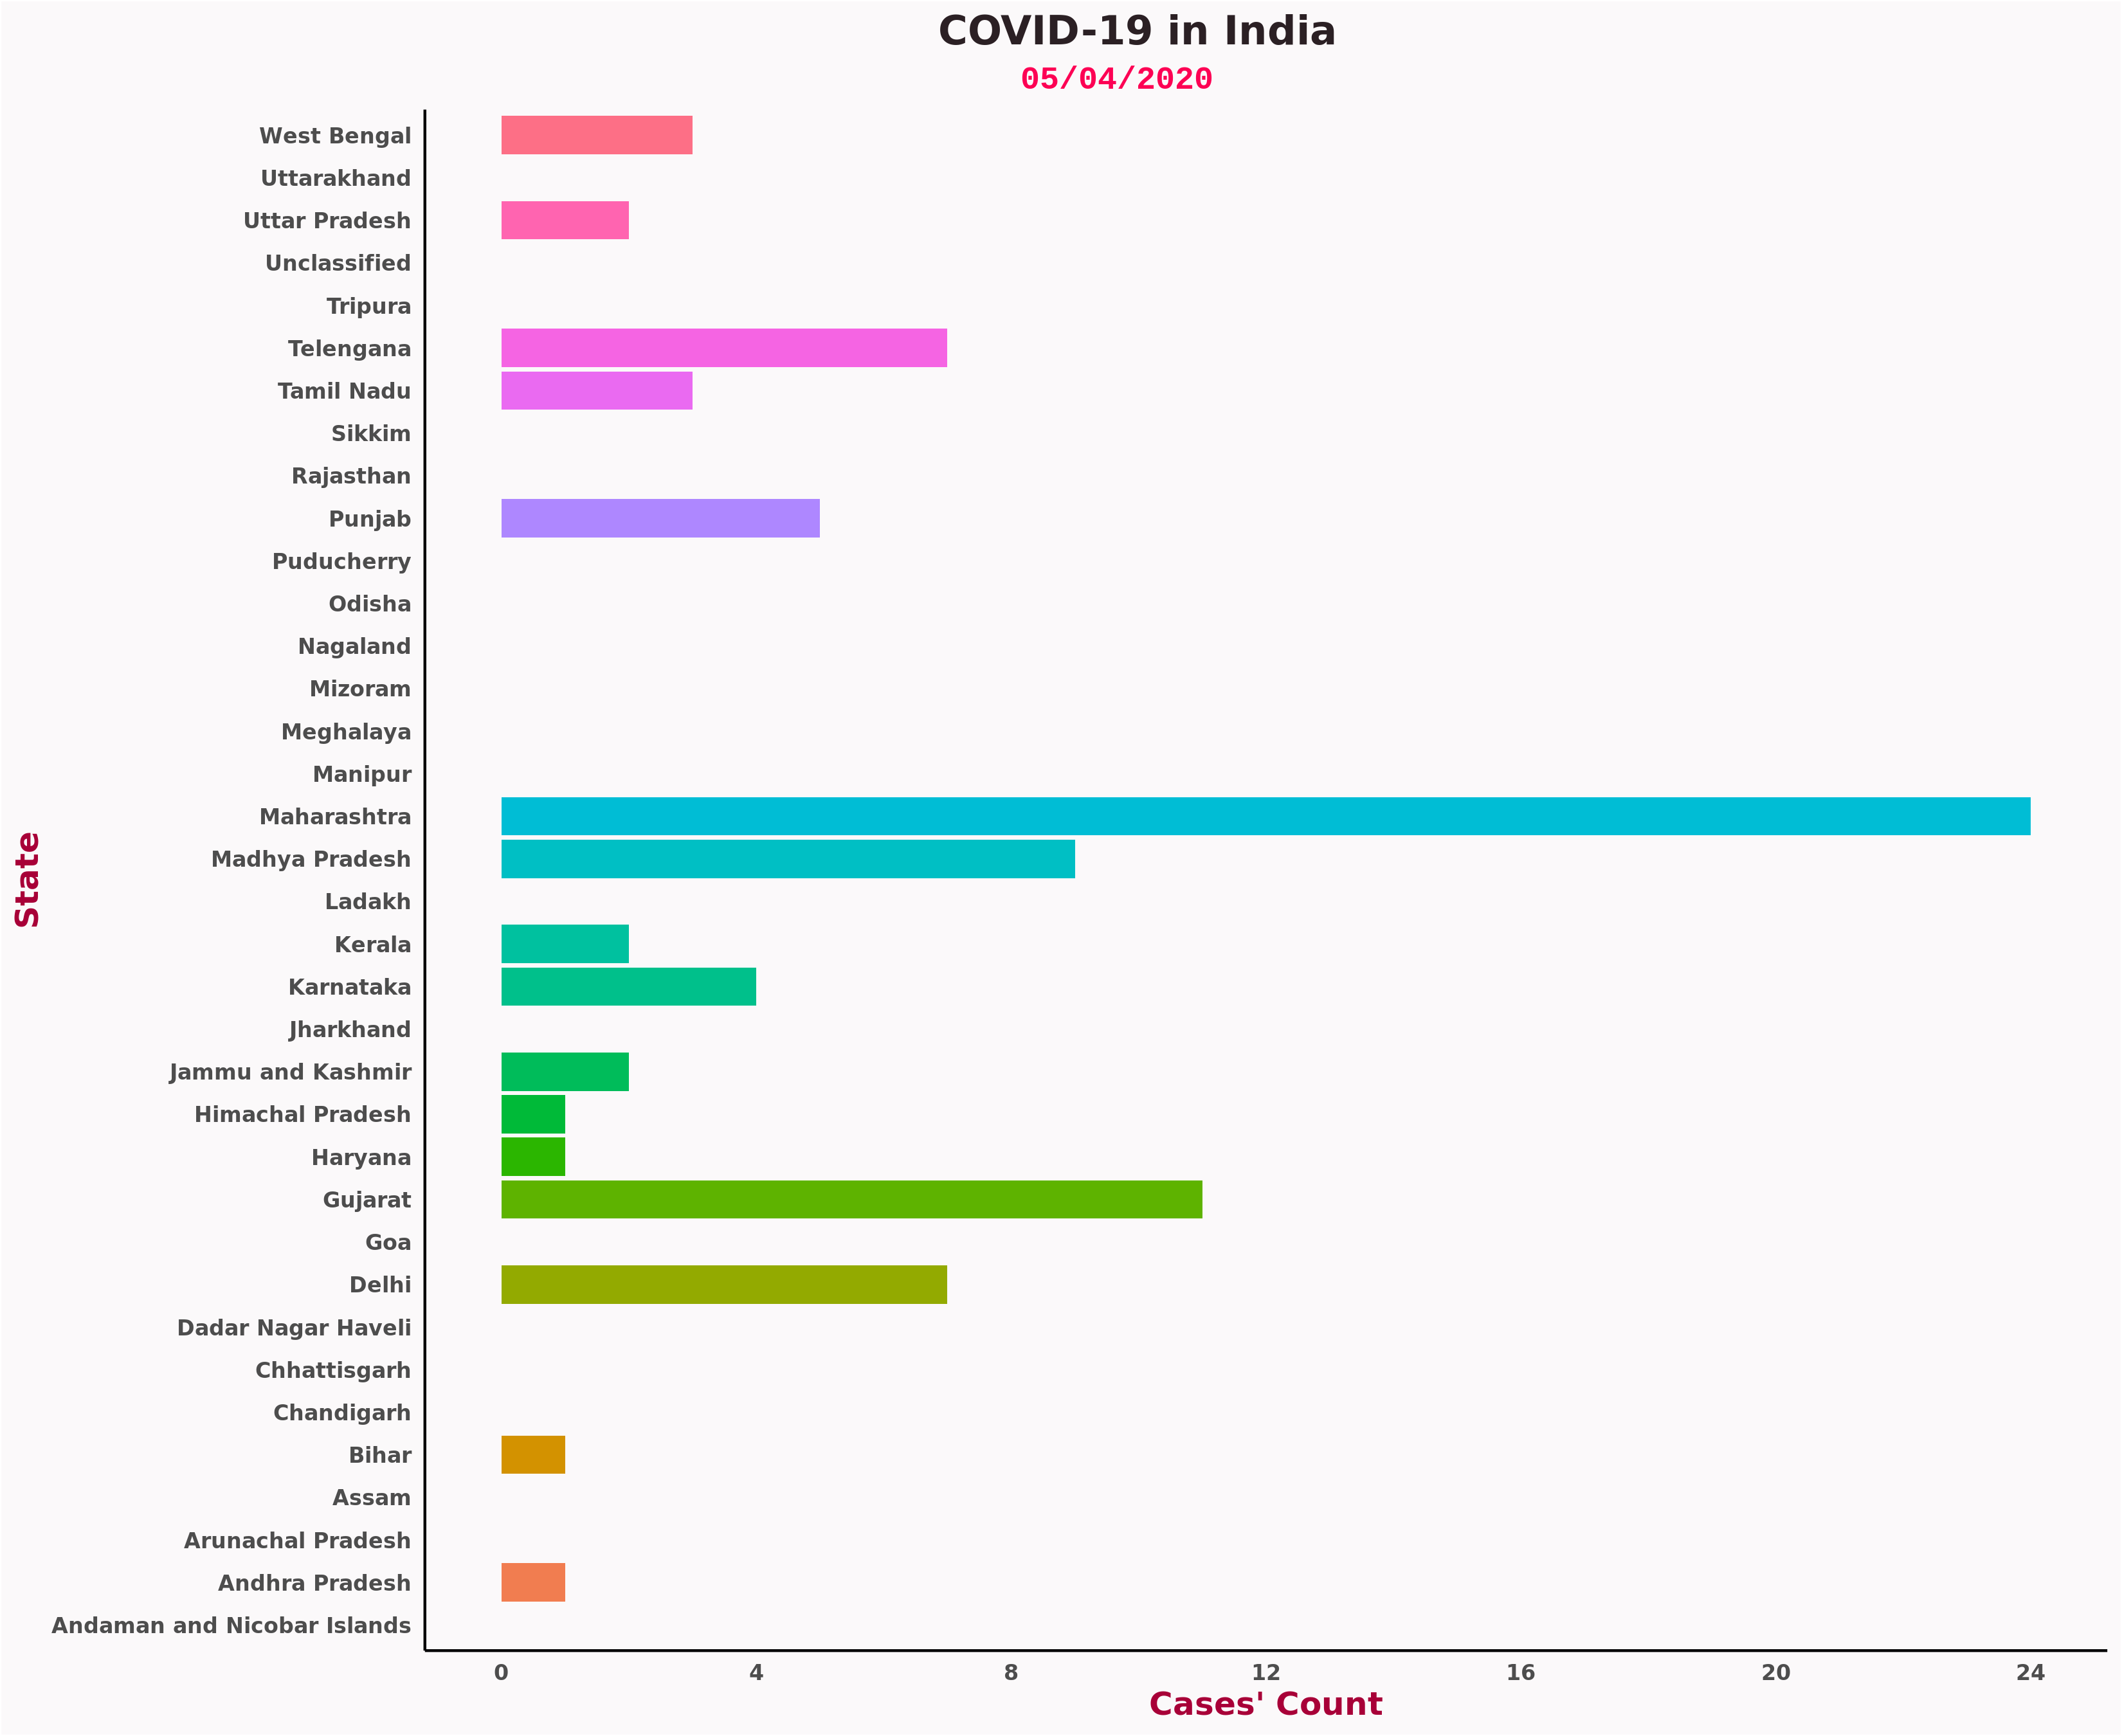 COVID-19 in India
05/04/2020
West Bengal
Uttarakhand
Uttar Pradesh
Unclassified
Tripura
Telengana
Tamil Nadu
Sikkim
Rajasthan
Punjab
Puducherry
Odisha
Nagaland
Mizoram
Meghalaya
Manipur
Maharashtra
Madhya Pradesh
Ladakh
Kerala
Karnataka
Jharkhand
Jammu and Kashmir
Himachal Pradesh
Haryana
Gujarat
Goa
Delhi
Dadar Nagar Haveli
Chhattisgarh
Chandigarh
Bihar
Assam
Arunachal Pradesh
Andhra Pradesh
Andaman and Nicobar Islands
State
0 4 8 12 16 20 24
Cases' Count